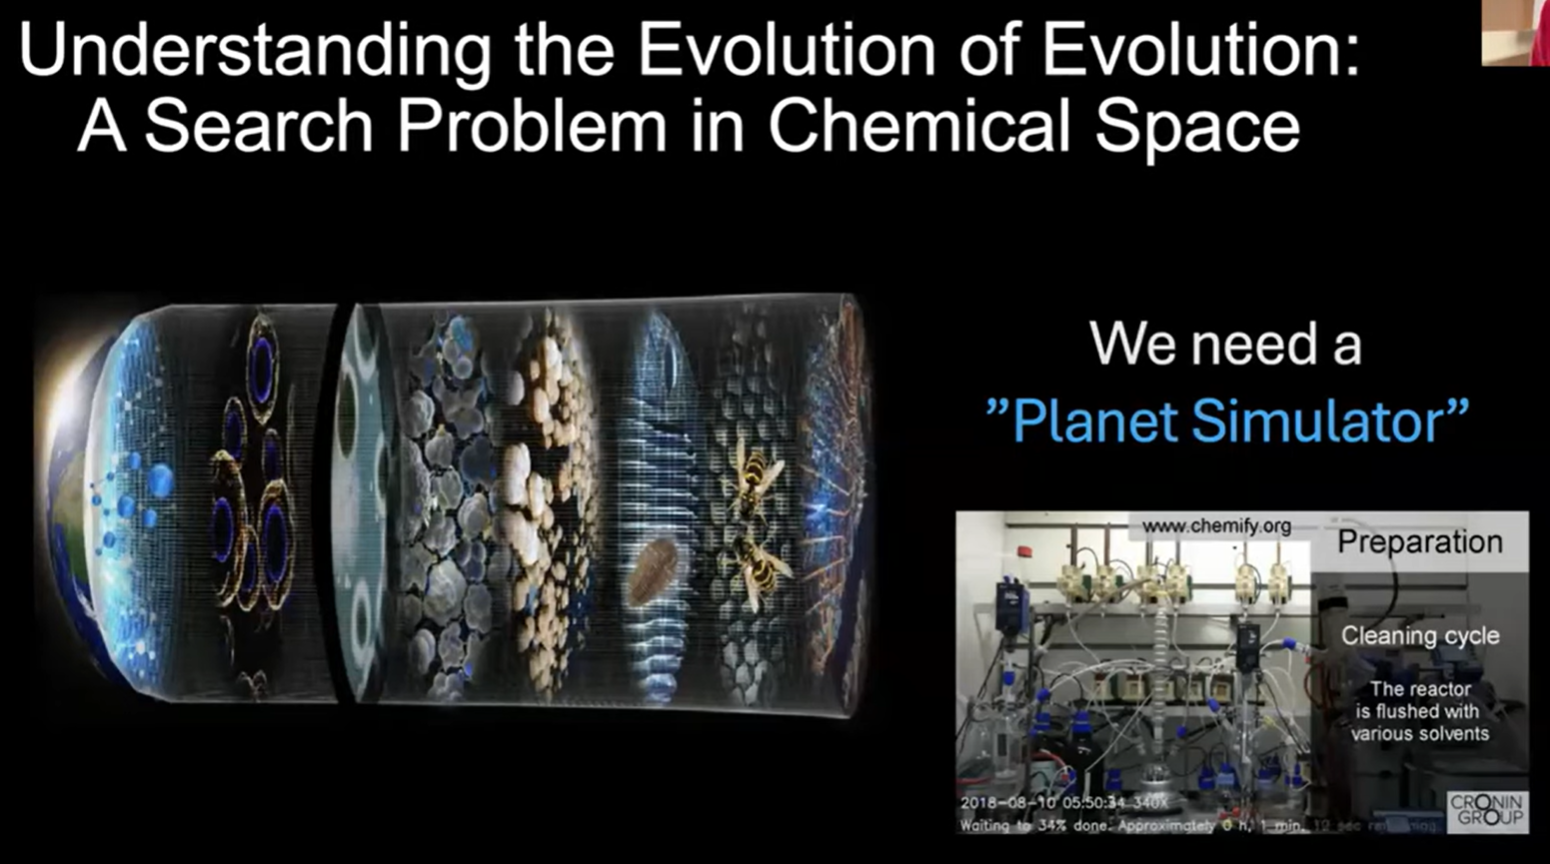 Understanding the Evolution of Evolution:
A Search Problem in Chemical Space
We need a
”Planet Simulator”
www.chemify.org
Preparation
Cleaning cycle
The reactor
is flushed with
various solvents
2018-08-10 05:50:34 340X
Waiting to 34% done. Approximately 0 h, 1 min,
CRONIN
GROUP